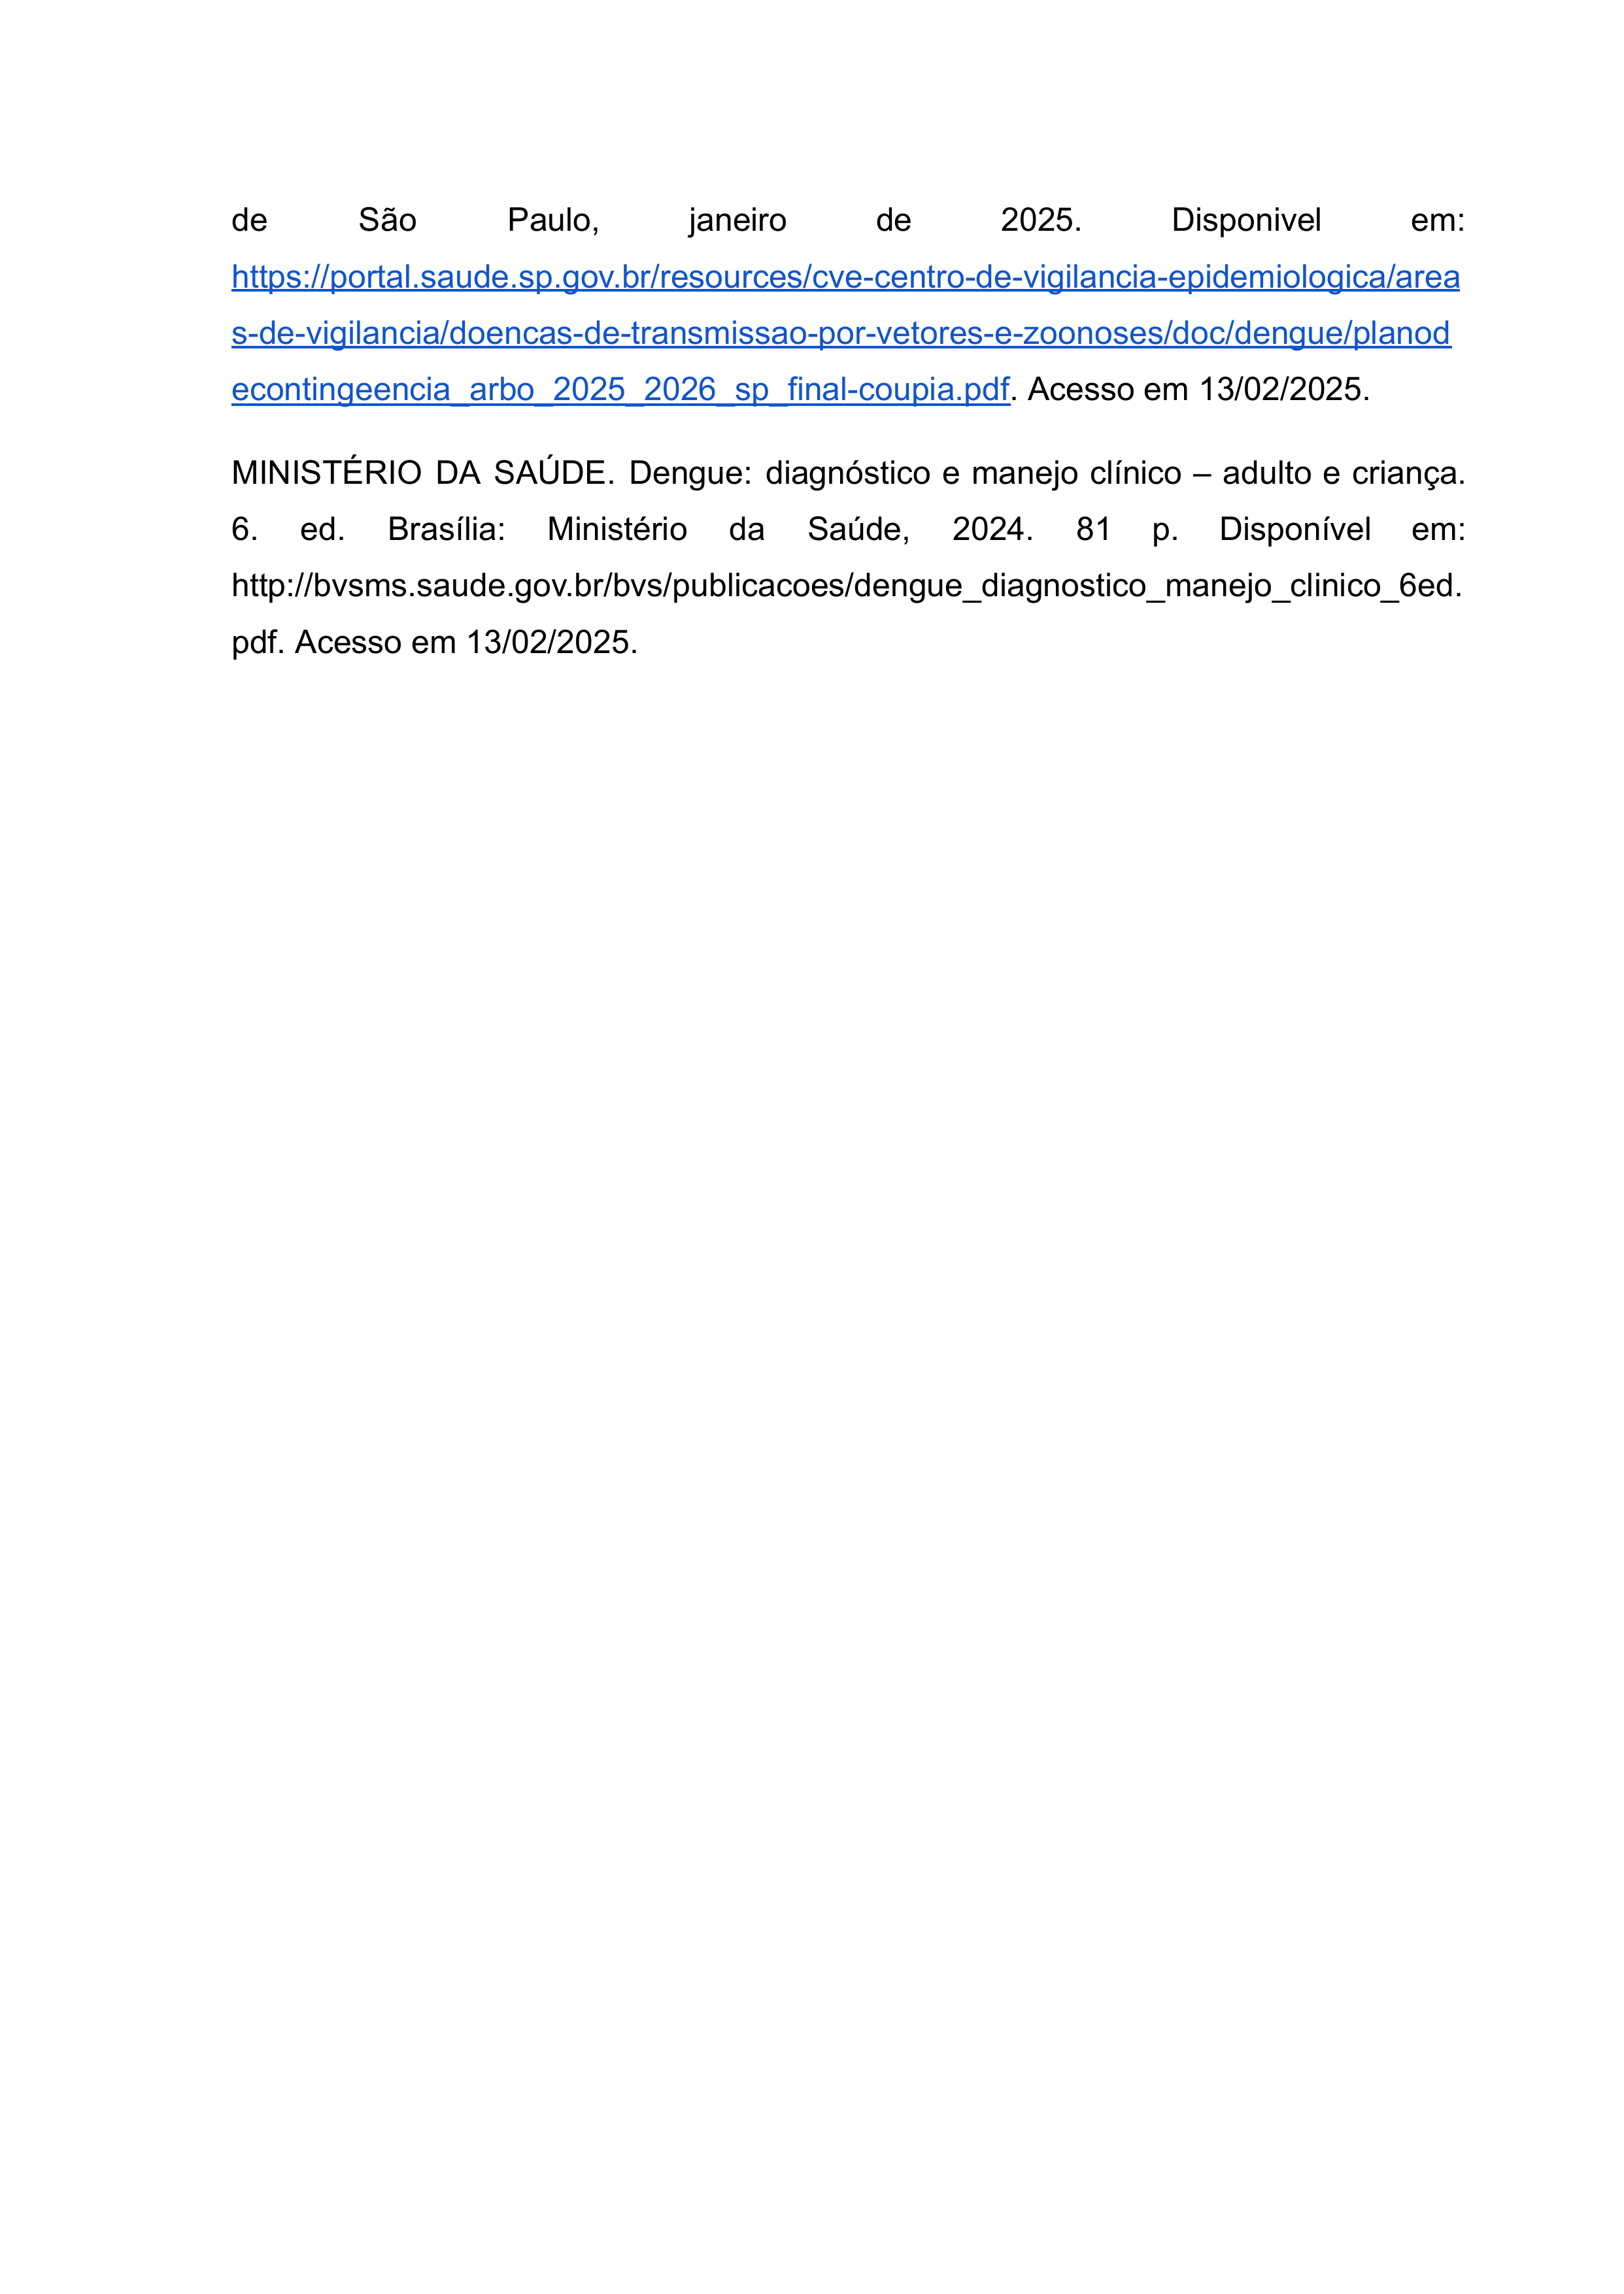 de São Paulo, janeiro de 2025. Disponivel em:
https://portal.saude.sp.gov.br/resources/cve-centro-de-vigilancia-epidemiologica/area
s-de-vigilancia/doencas-de-transmissao-por-vetores-e-zoonoses/doc/dengue/planod
econtingeencia_arbo_2025_2026_sp_final-coupia.pdf. Acesso em 13/02/2025.
MINISTÉRIO DA SAÚDE. Dengue: diagnóstico e manejo clínico – adulto e criança.
6. ed. Brasília: Ministério da Saúde, 2024. 81 p. Disponível em:
http://bvsms.saude.gov.br/bvs/publicacoes/dengue_diagnostico_manejo_clinico_6ed.
pdf. Acesso em 13/02/2025.